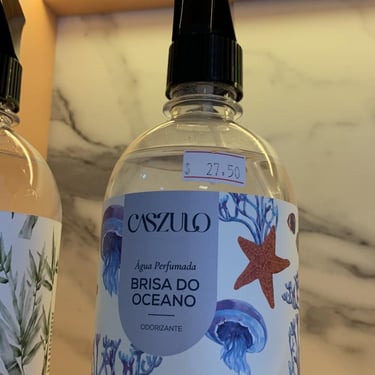 $ 27,50
CASZULO
Água Perfumada
BRISA DO
OCEANO
ODORIZANTE